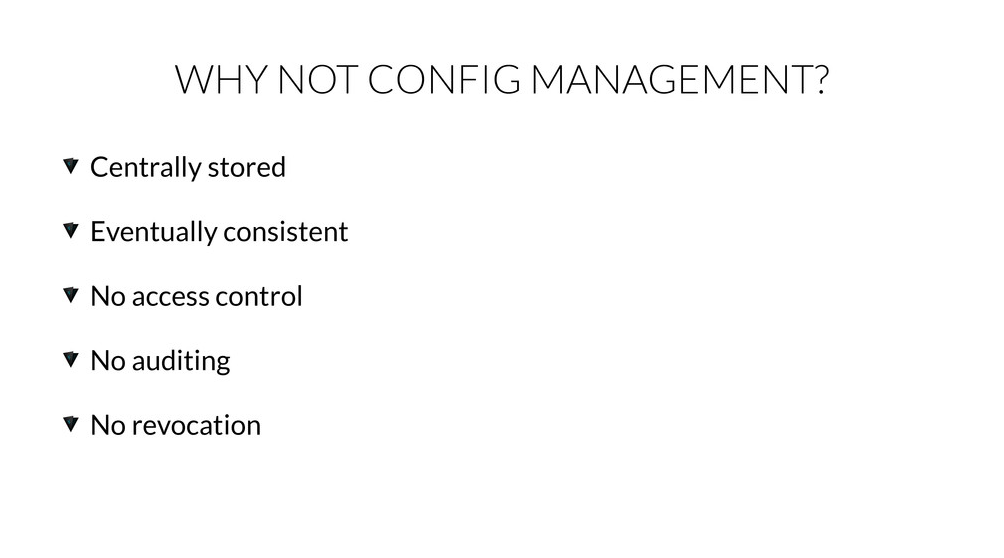 WHY NOT CONFIG MANAGEMENT?
Centrally stored
Eventually consistent
No access control
No auditing
No revocation